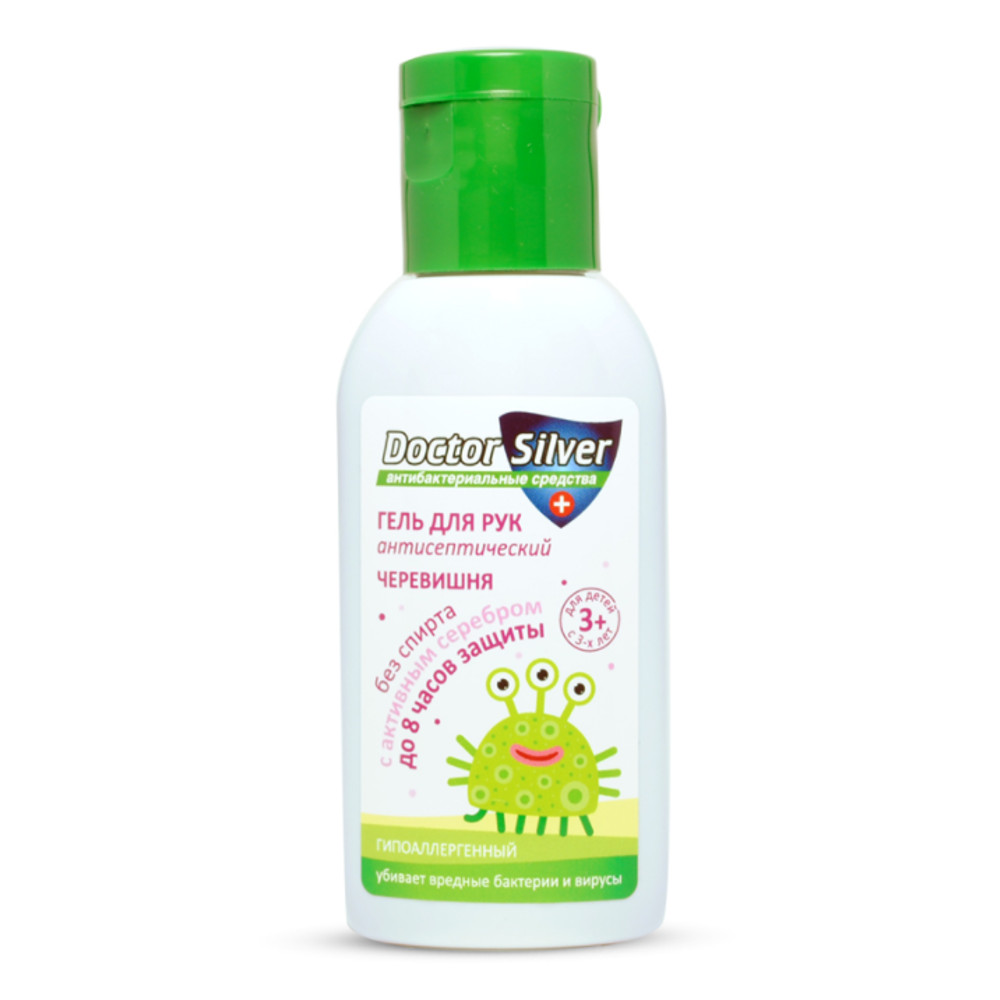 Doctor Silver
антибактериальные средства
ГЕЛЬ ДЛЯ РУК
антисептический
ЧЕРЕВИШНЯ
без спирта
с активным серебром
до 8 часов защиты
для детей
3+
с 3-х лет
ГИПОАЛЛЕРГЕННЫЙ
убивает вредные бактерии и вирусы